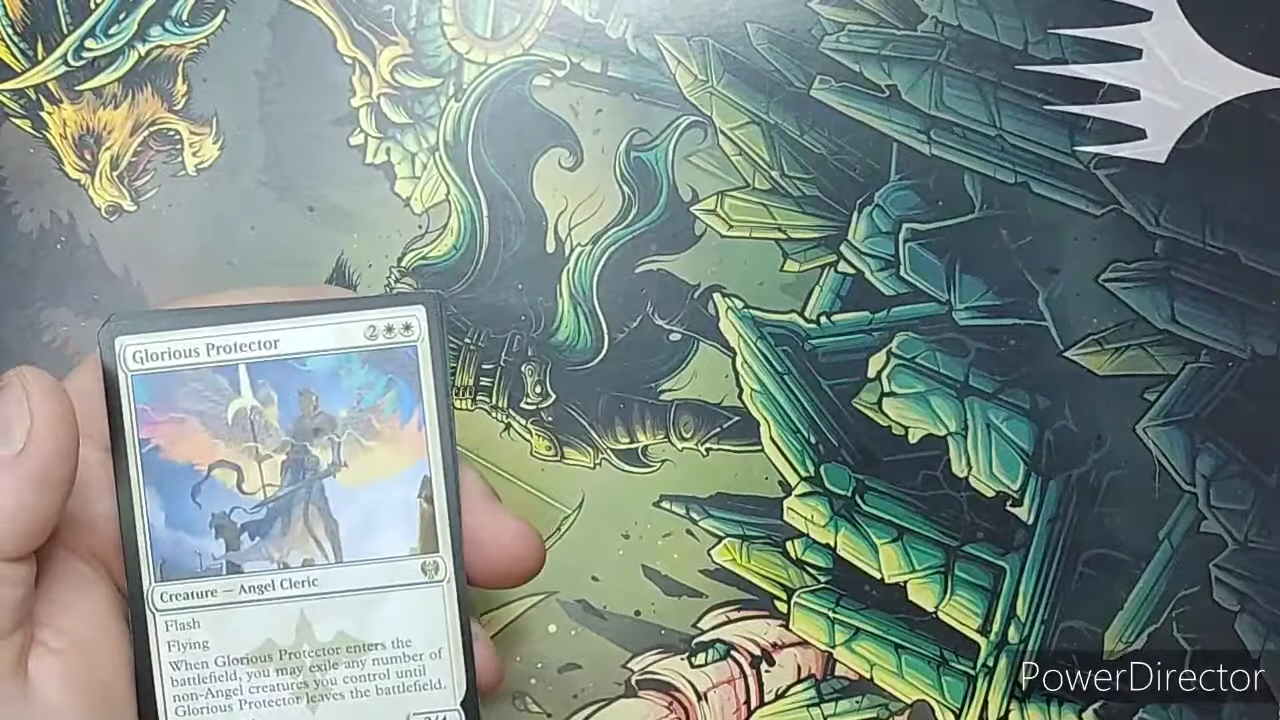 Glorious Protector 2
Creature — Angel Cleric
Flash
Flying
When Glorious Protector enters the
battlefield, you may exile any number of
non-Angel creatures you control until
Glorious Protector leaves the battlefield.
PowerDirector